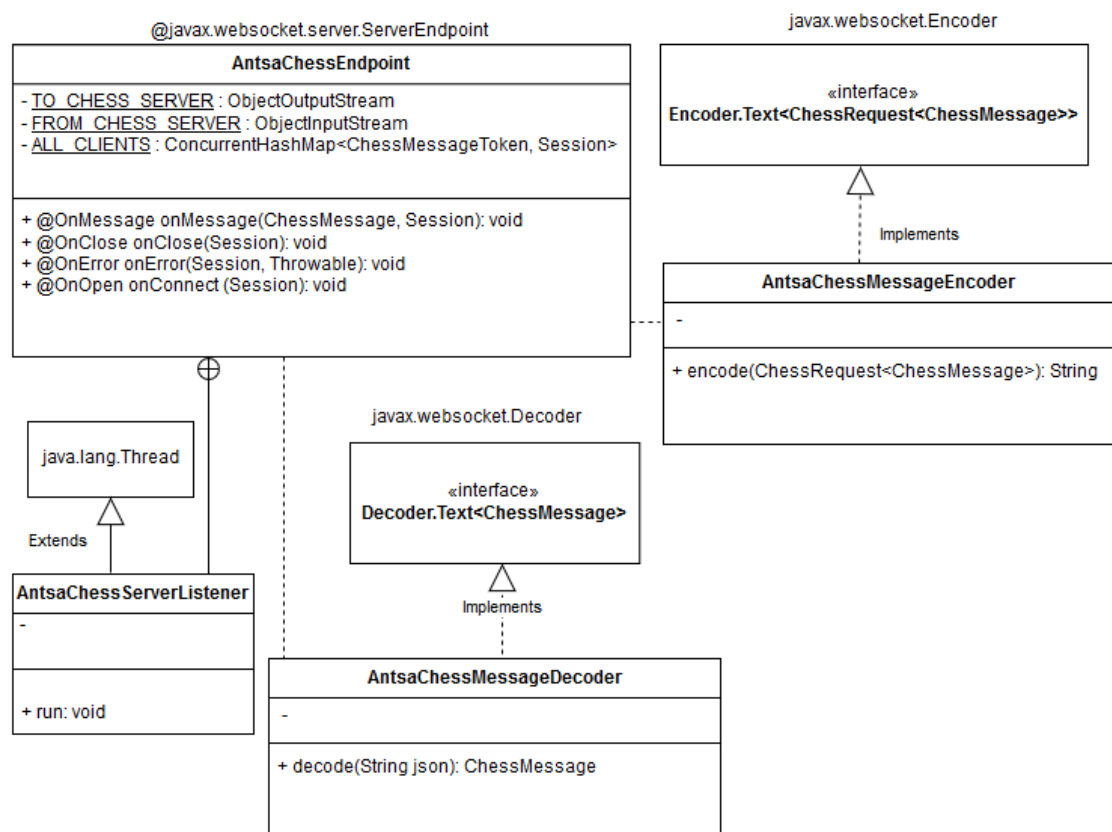 @javax.websocket.server.ServerEndpoint
AntsaChessEndpoint
- TO_CHESS_SERVER : ObjectOutputStream
- FROM_CHESS_SERVER : ObjectInputStream
- ALL_CLIENTS : ConcurrentHashMap<ChessMessageToken, Session>
+ @OnMessage onMessage(ChessMessage, Session): void
+ @OnClose onClose(Session): void
+ @OnError onError(Session, Throwable): void
+ @OnOpen onConnect (Session): void
javax.websocket.Encoder
«interface»
Encoder.Text<ChessRequest<ChessMessage>>
Implements
AntsaChessMessageEncoder
-
+ encode(ChessRequest<ChessMessage>): String
java.lang.Thread
Extends
AntsaChessServerListener
-
+ run: void
javax.websocket.Decoder
«interface»
Decoder.Text<ChessMessage>
Implements
AntsaChessMessageDecoder
-
+ decode(String json): ChessMessage